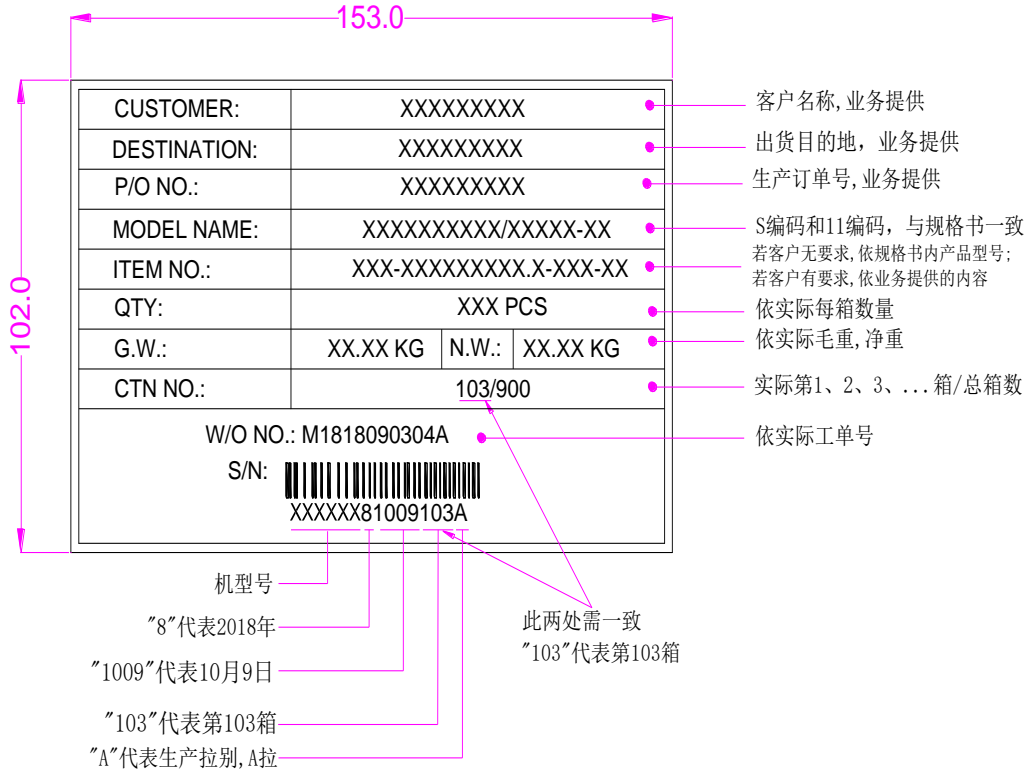 153.0
102.0
CUSTOMER: XXXXXXXXX 客户名称,业务提供
DESTINATION: XXXXXXXXX 出货目的地，业务提供
P/O NO.: XXXXXXXXX 生产订单号,业务提供
MODEL NAME: XXXXXXXXXX/XXXXX-XX S编码和11编码，与规格书一致
ITEM NO.: XXX-XXXXXXXXX.X-XXX-XX 若客户无要求,依规格书内产品型号;
若客户有要求,依业务提供的内容
QTY: XXX PCS 依实际每箱数量
G.W.: XX.XX KG N.W.: XX.XX KG 依实际毛重,净重
CTN NO.: 103/900 实际第1、2、3、...箱/总箱数
W/O NO.: M1818090304A 依实际工单号
S/N:
XXXXXX81009103A
机型号
"8"代表2018年
"1009"代表10月9日
"103"代表第103箱
"A"代表生产拉别,A拉
此两处需一致
"103"代表第103箱